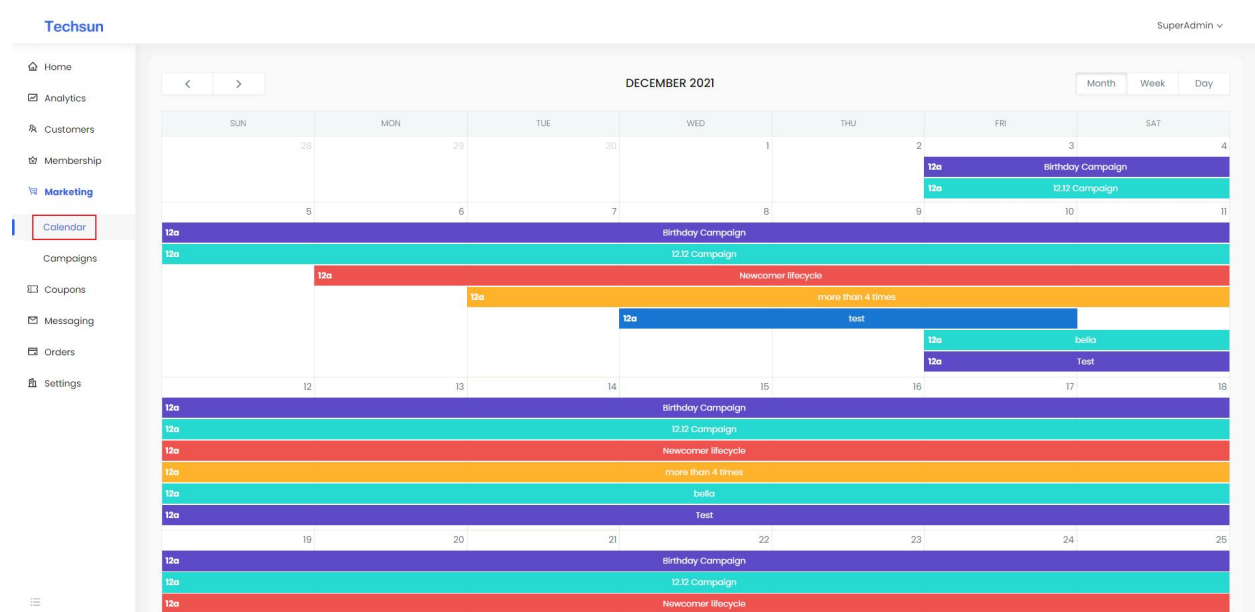 Techsun
SuperAdmin
Home
Analytics
Customers
Membership
Marketing
Calendar
Campaigns
Coupons
Messaging
Orders
Settings
DECEMBER 2021
Month Week Day
SUN MON TUE WED THU FRI SAT
28 29 30 1 2 3 4
12a Birthday Campaign
12a 12.12 Campaign
5 6 7 8 9 10 11
12a Birthday Campaign
12a 12.12 Campaign
12a Newcomer lifecycle
12a more than 4 times
12a test
12a bella
12a Test
12 13 14 15 16 17 18
12a Birthday Campaign
12a 12.12 Campaign
12a Newcomer lifecycle
12a more than 4 times
12a bella
12a Test
19 20 21 22 23 24 25
12a Birthday Campaign
12a 12.12 Campaign
12a Newcomer lifecycle